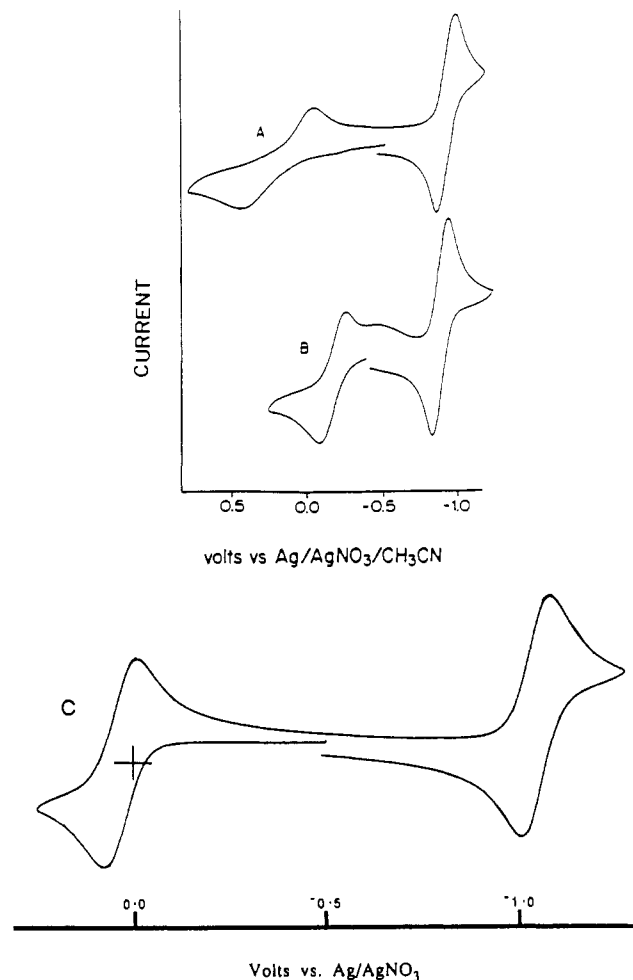 A
B
CURRENT
0.5 0.0 -0.5 -1.0
volts vs Ag/AgNO₃/CH₃CN
C
0.0 -0.5 -1.0
Volts vs. Ag/AgNO₃